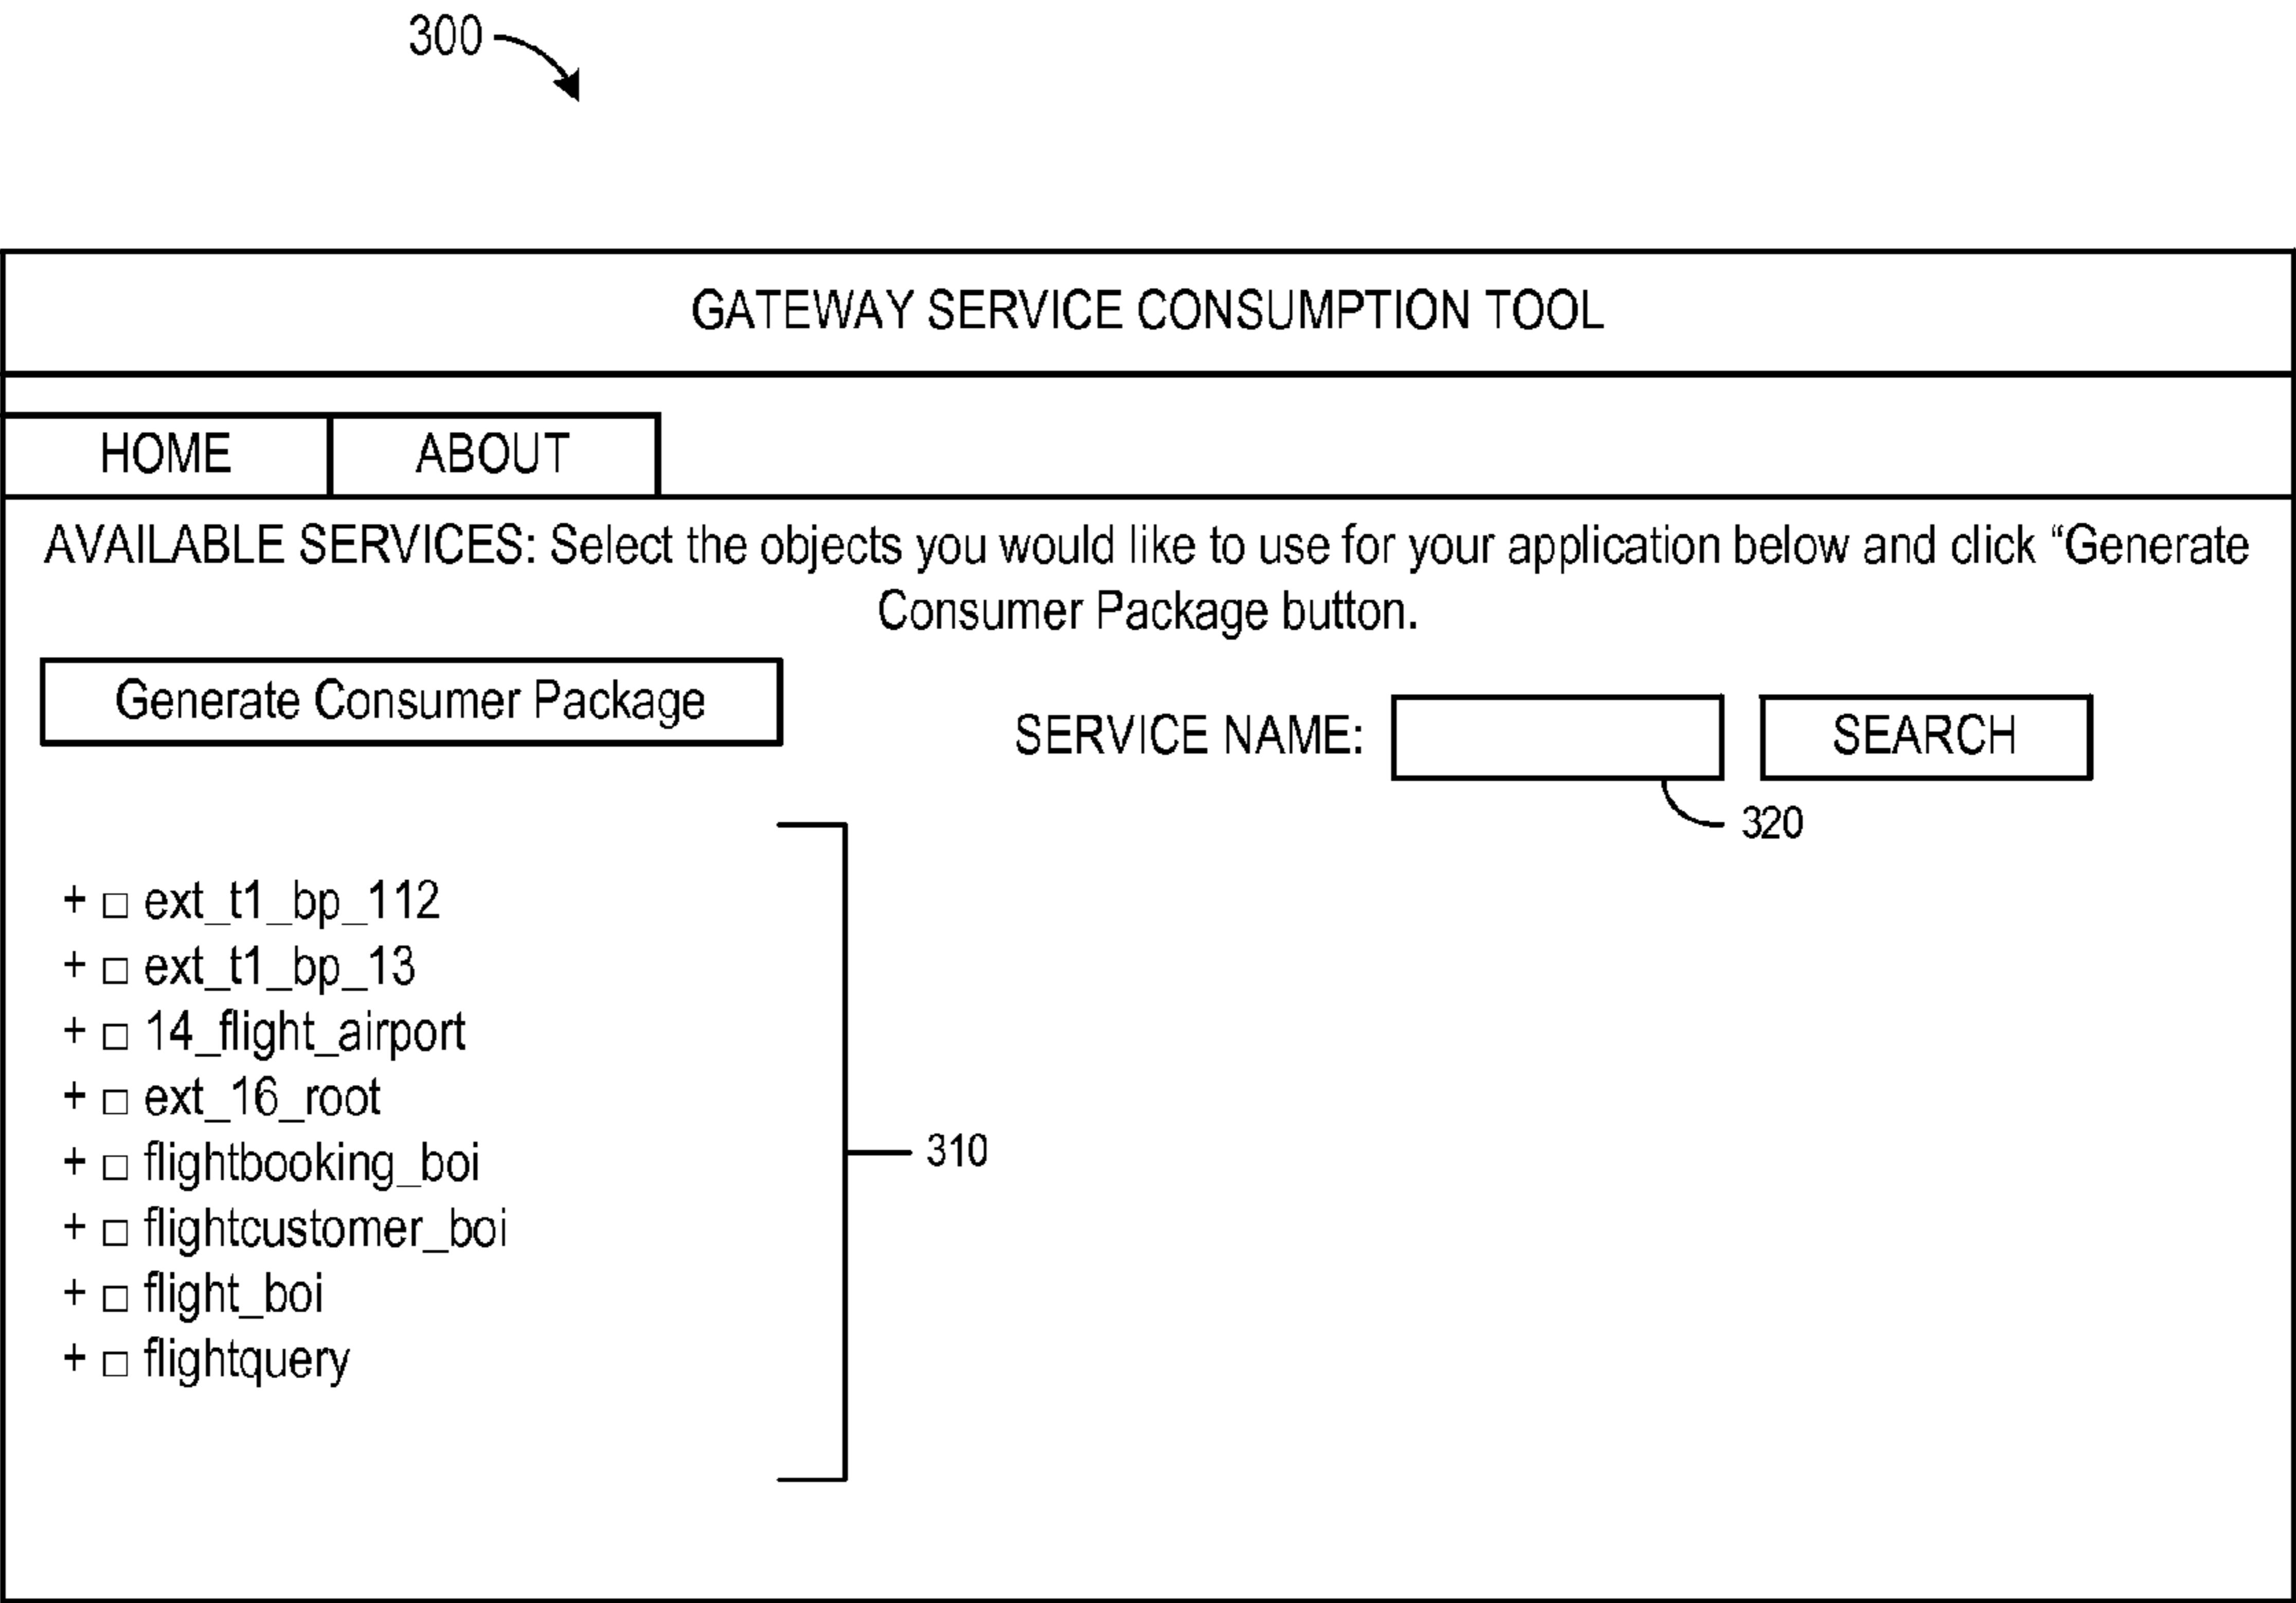 300
GATEWAY SERVICE CONSUMPTION TOOL
HOME ABOUT
AVAILABLE SERVICES: Select the objects you would like to use for your application below and click “Generate
Consumer Package button.
Generate Consumer Package
SERVICE NAME: SEARCH
320
+ □ ext_t1_bp_112
+ □ ext_t1_bp_13
+ □ 14_flight_airport
+ □ ext_16_root
+ □ flightbooking_boi
+ □ flightcustomer_boi
+ □ flight_boi
+ □ flightquery
310